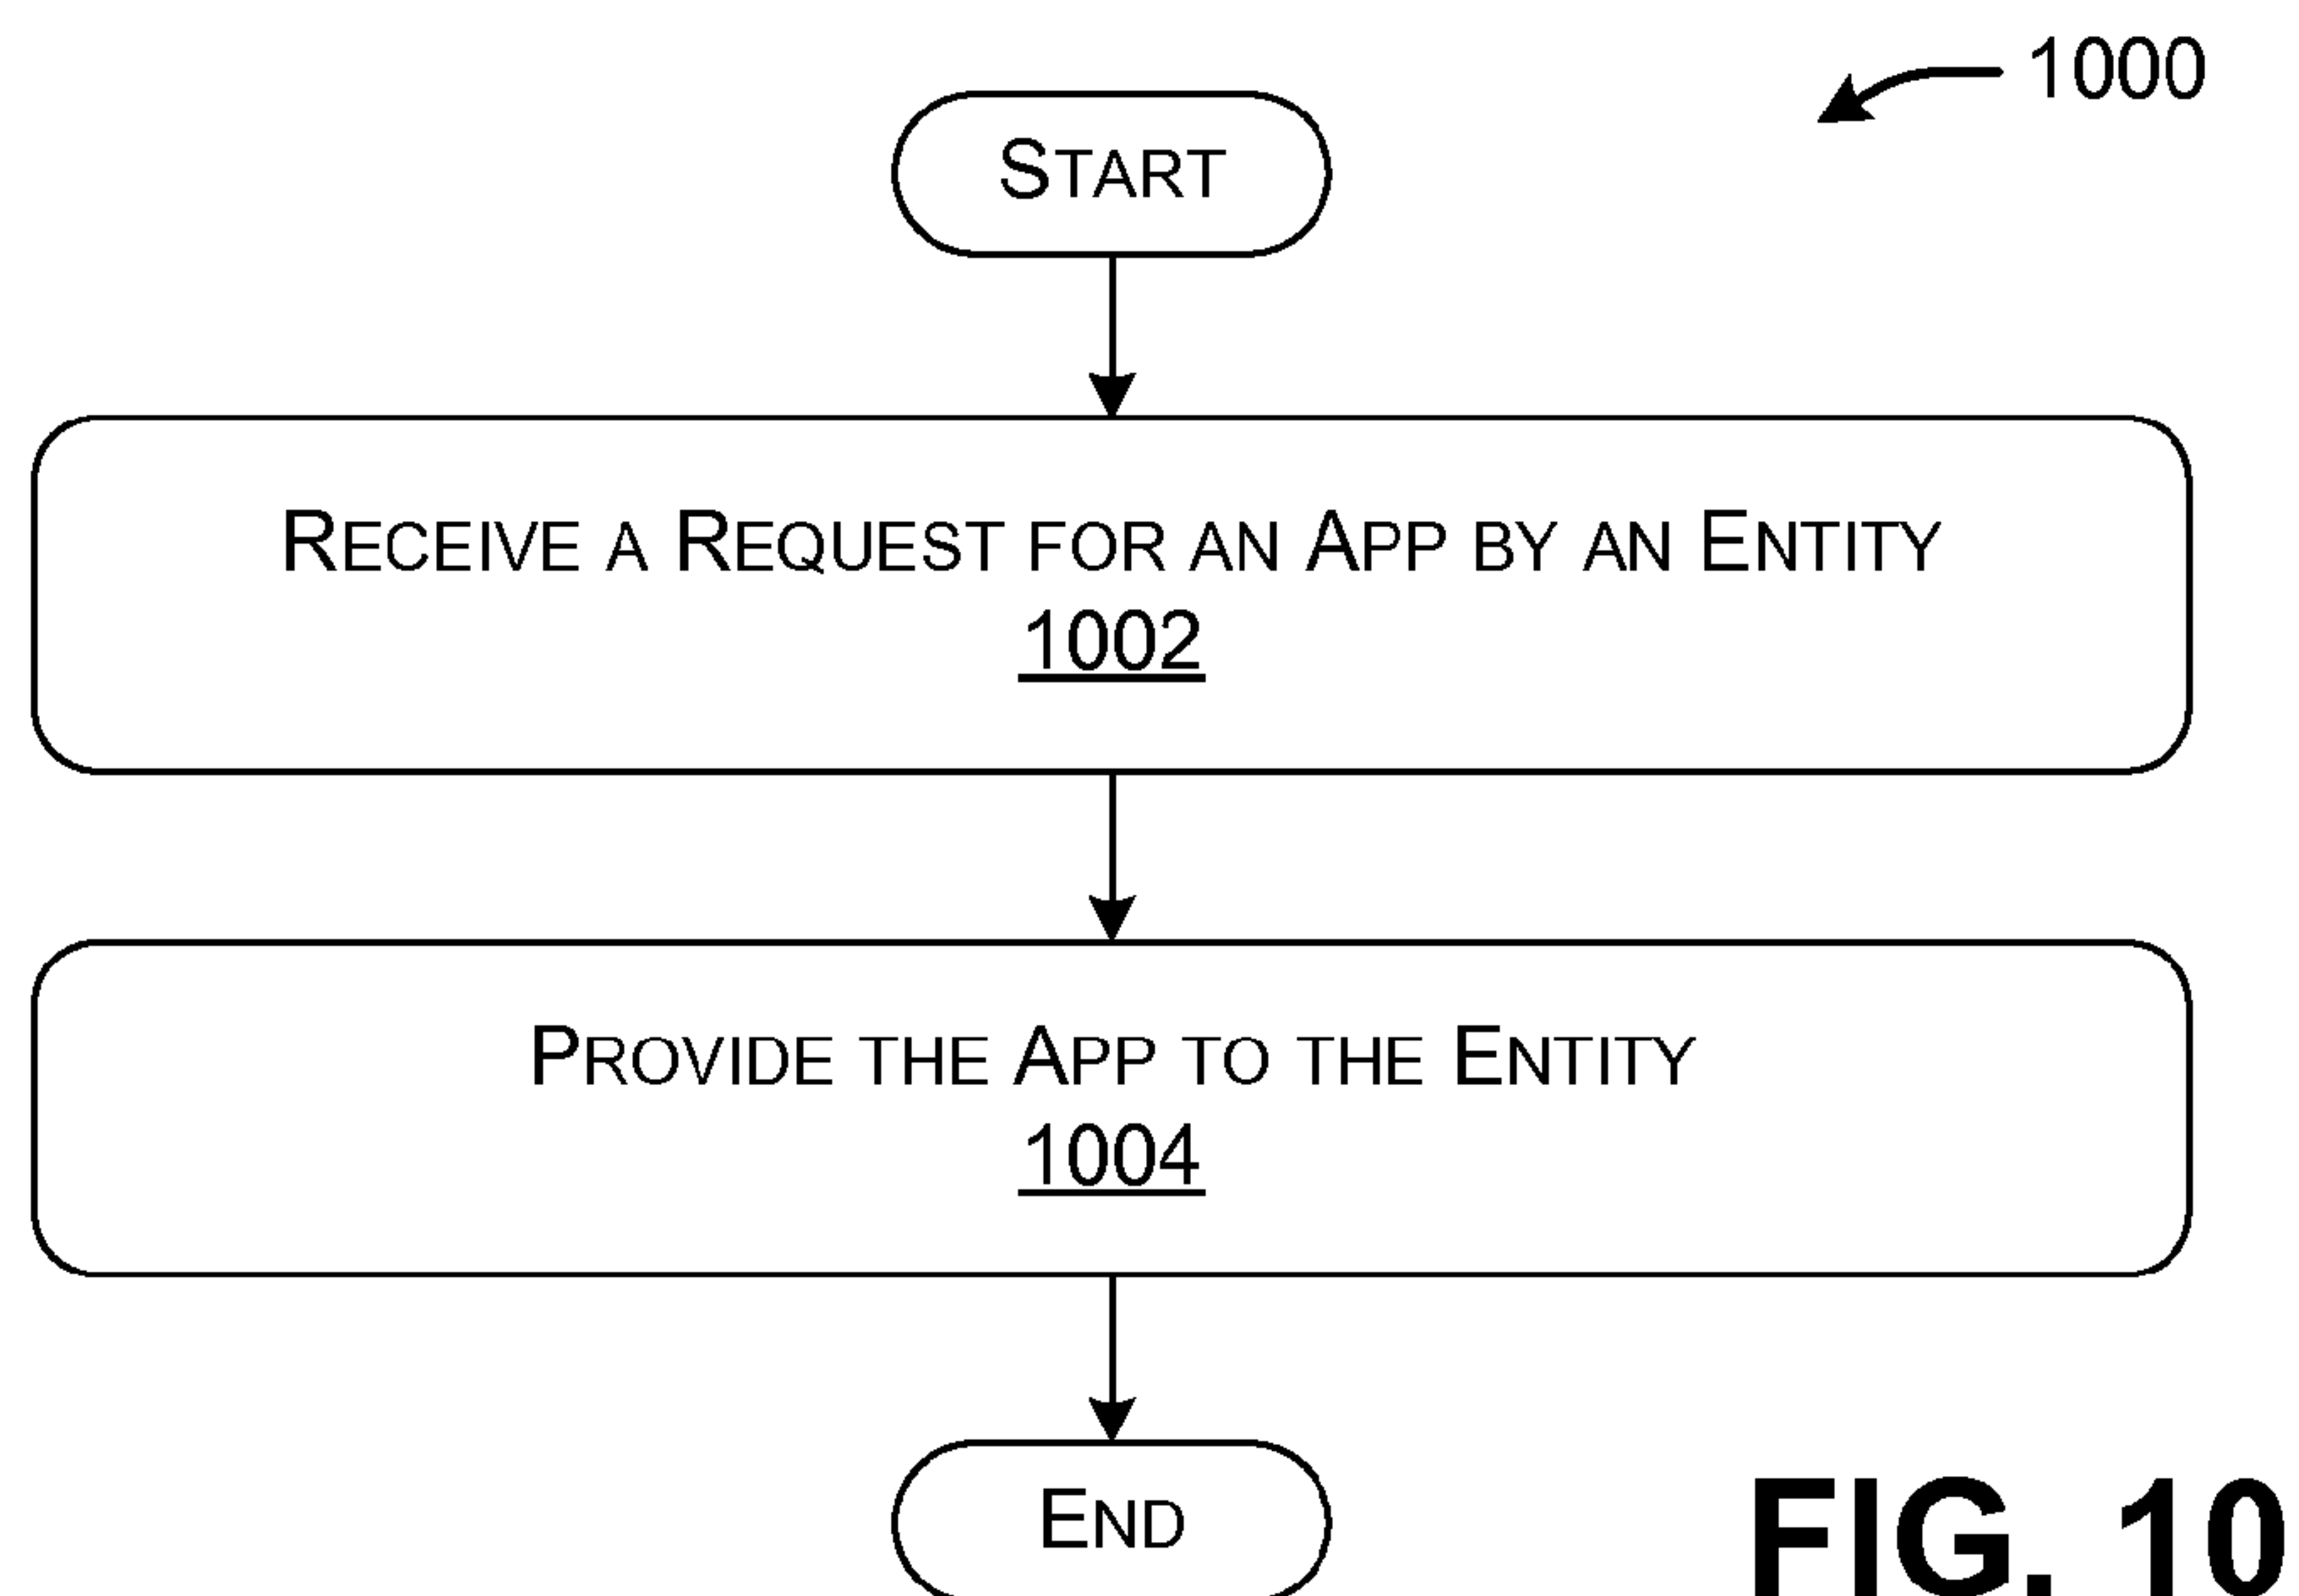 1000
START
RECEIVE A REQUEST FOR AN APP BY AN ENTITY
1002
PROVIDE THE APP TO THE ENTITY
1004
END
FIG. 10